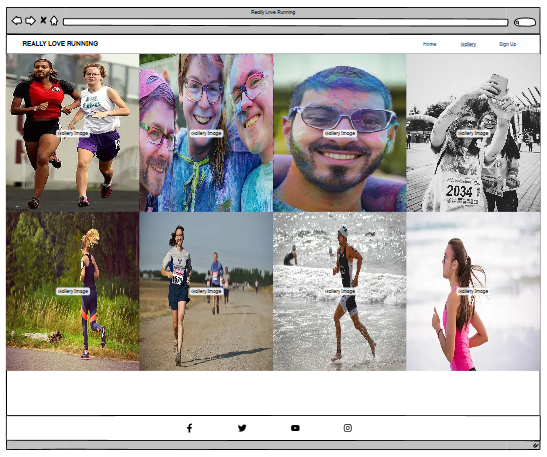 Really Love Running
REALLY LOVE RUNNING
Home Gallery Sign Up
Gallery Image Gallery Image Gallery Image Gallery Image
2034
Gallery Image Gallery Image Gallery Image Gallery Image